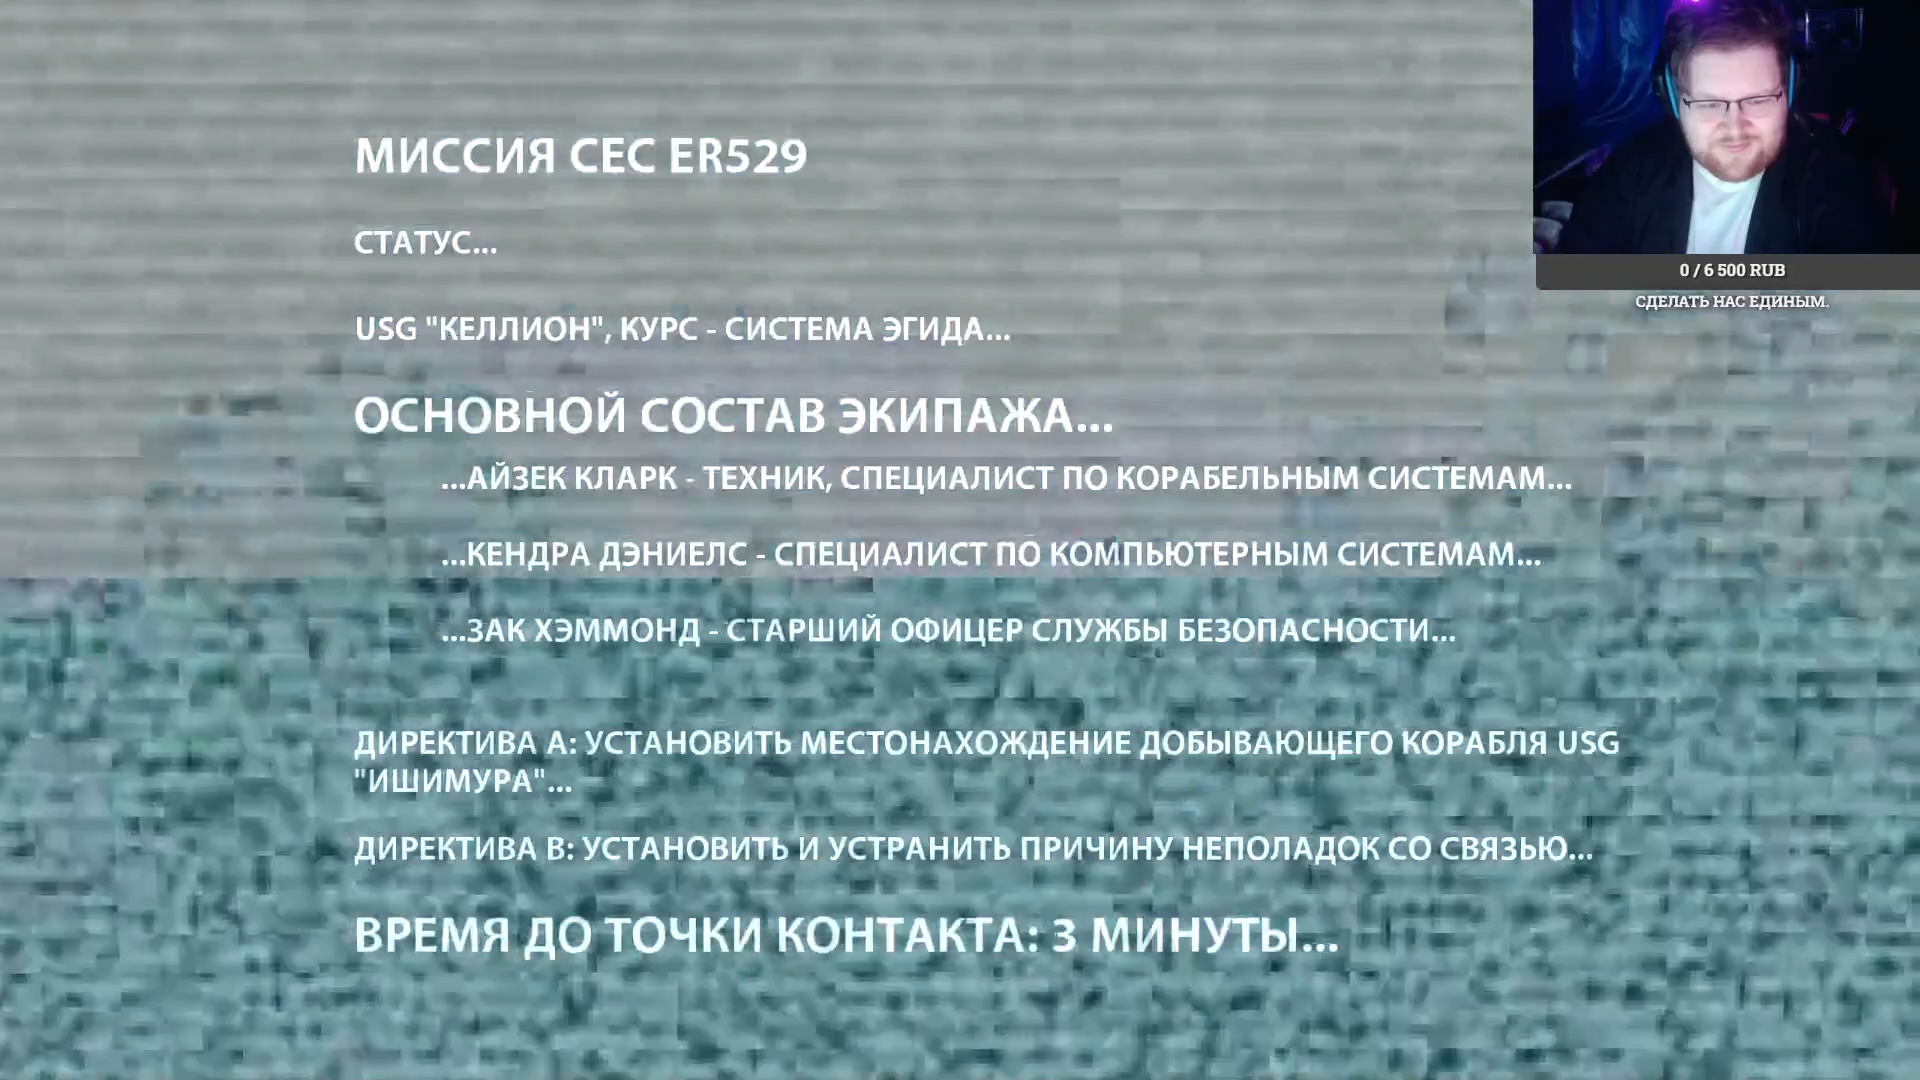 МИССИЯ CEC ER529
СТАТУС...
USG "КЕЛЛИОН", КУРС - СИСТЕМА ЭГИДА...
ОСНОВНОЙ СОСТАВ ЭКИПАЖА...
...АЙЗЕК КЛАРК - ТЕХНИК, СПЕЦИАЛИСТ ПО КОРАБЕЛЬНЫМ СИСТЕМАМ...
...КЕНДРА ДЭНИЕЛС - СПЕЦИАЛИСТ ПО КОМПЬЮТЕРНЫМ СИСТЕМАМ...
...ЗАК ХЭММОНД - СТАРШИЙ ОФИЦЕР СЛУЖБЫ БЕЗОПАСНОСТИ...
ДИРЕКТИВА A: УСТАНОВИТЬ МЕСТОНАХОЖДЕНИЕ ДОБЫВАЮЩЕГО КОРАБЛЯ USG
"ИШИМУРА"...
ДИРЕКТИВА B: УСТАНОВИТЬ И УСТРАНИТЬ ПРИЧИНУ НЕПОЛАДОК СО СВЯЗЬЮ...
ВРЕМЯ ДО ТОЧКИ КОНТАКТА: 3 МИНУТЫ...
0 / 6 500 RUB
СДЕЛАТЬ НАС ЕДИНЫМ.